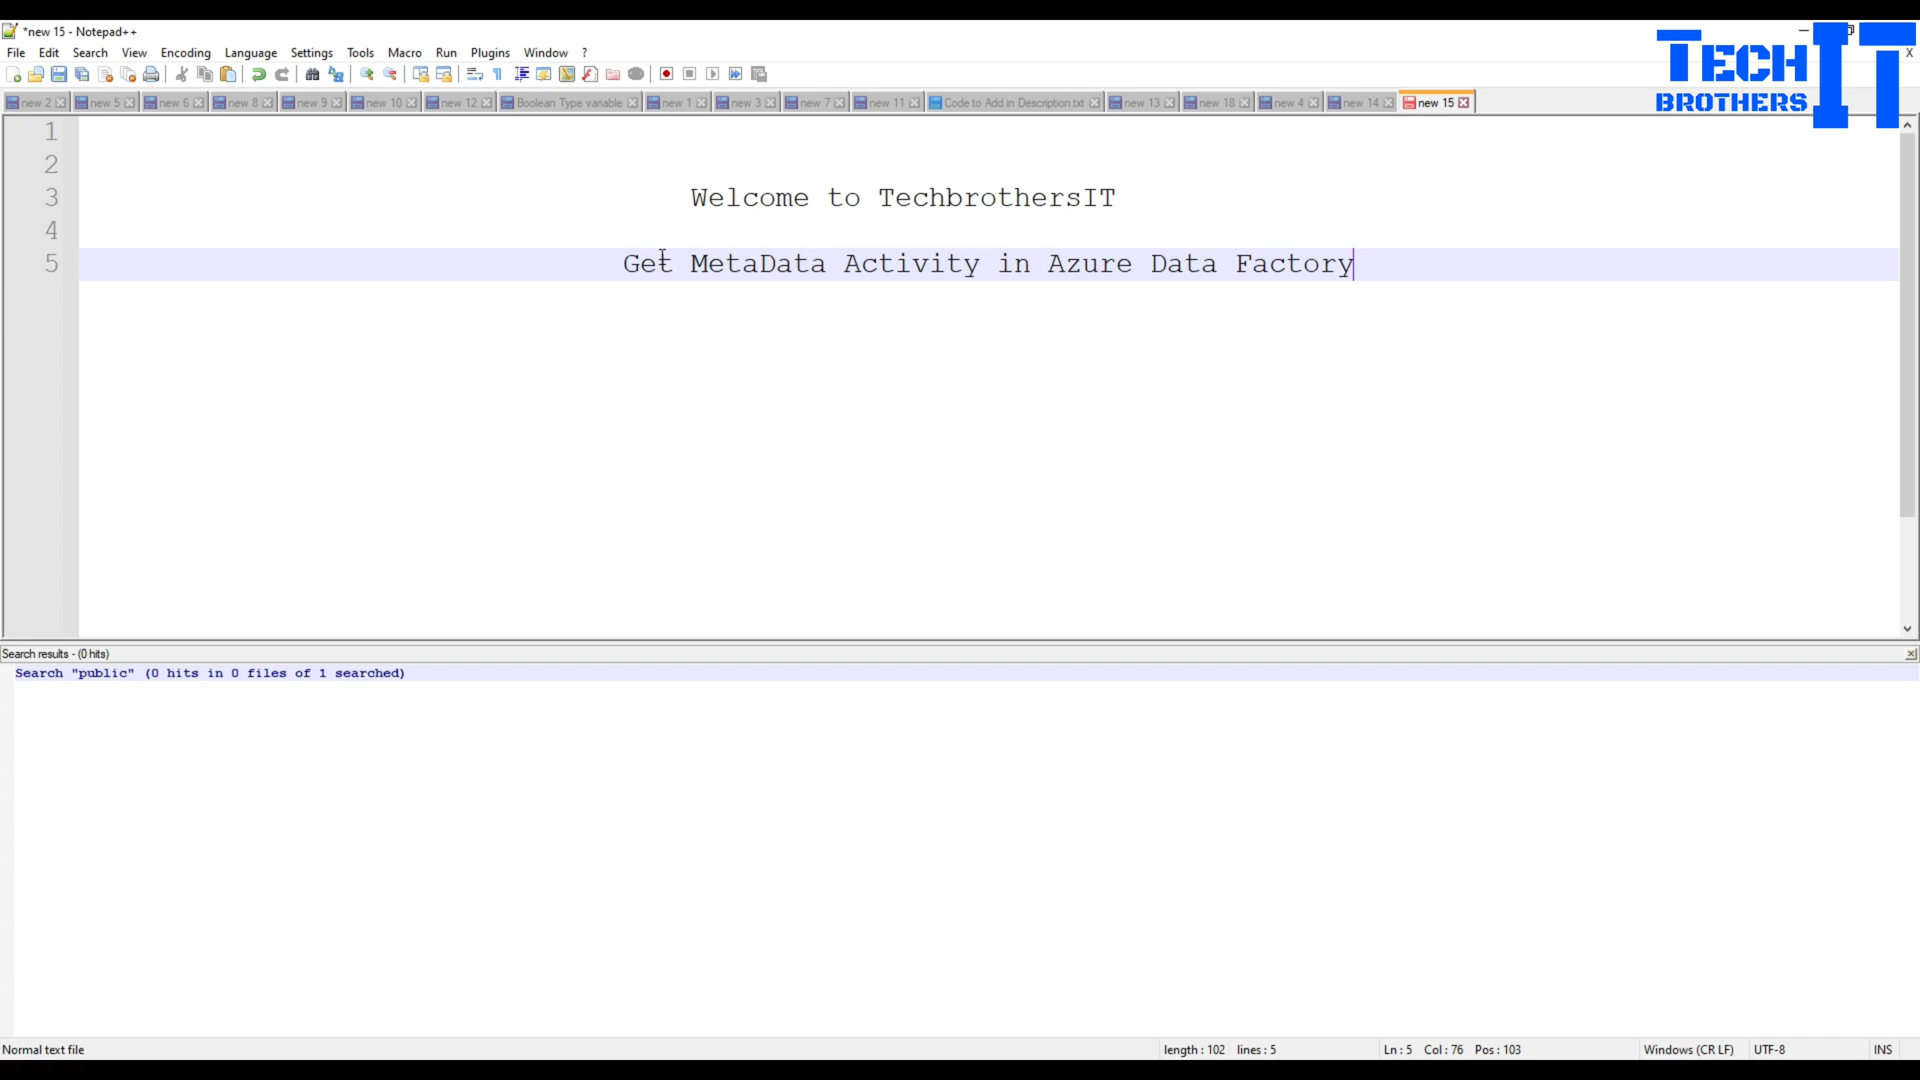 *new 15 - Notepad++
File Edit Search View Encoding Language Settings Tools Macro Run Plugins Window ?
TECH IT
BROTHERS
new 2 new 5 new 6 new 8 new 9 new 10 new 12 Boolean Type variable new 1 new 3 new 7 new 11 Code to Add in Description.txt new 13 new 18 new 4 new 14 new 15
1
2
3 Welcome to TechbrothersIT
4
5 Get MetaData Activity in Azure Data Factory
Search results - (0 hits)
Search "public" (0 hits in 0 files of 1 searched)
Normal text file length : 102 lines : 5 Ln : 5 Col : 76 Pos : 103 Windows (CR LF) UTF-8 INS